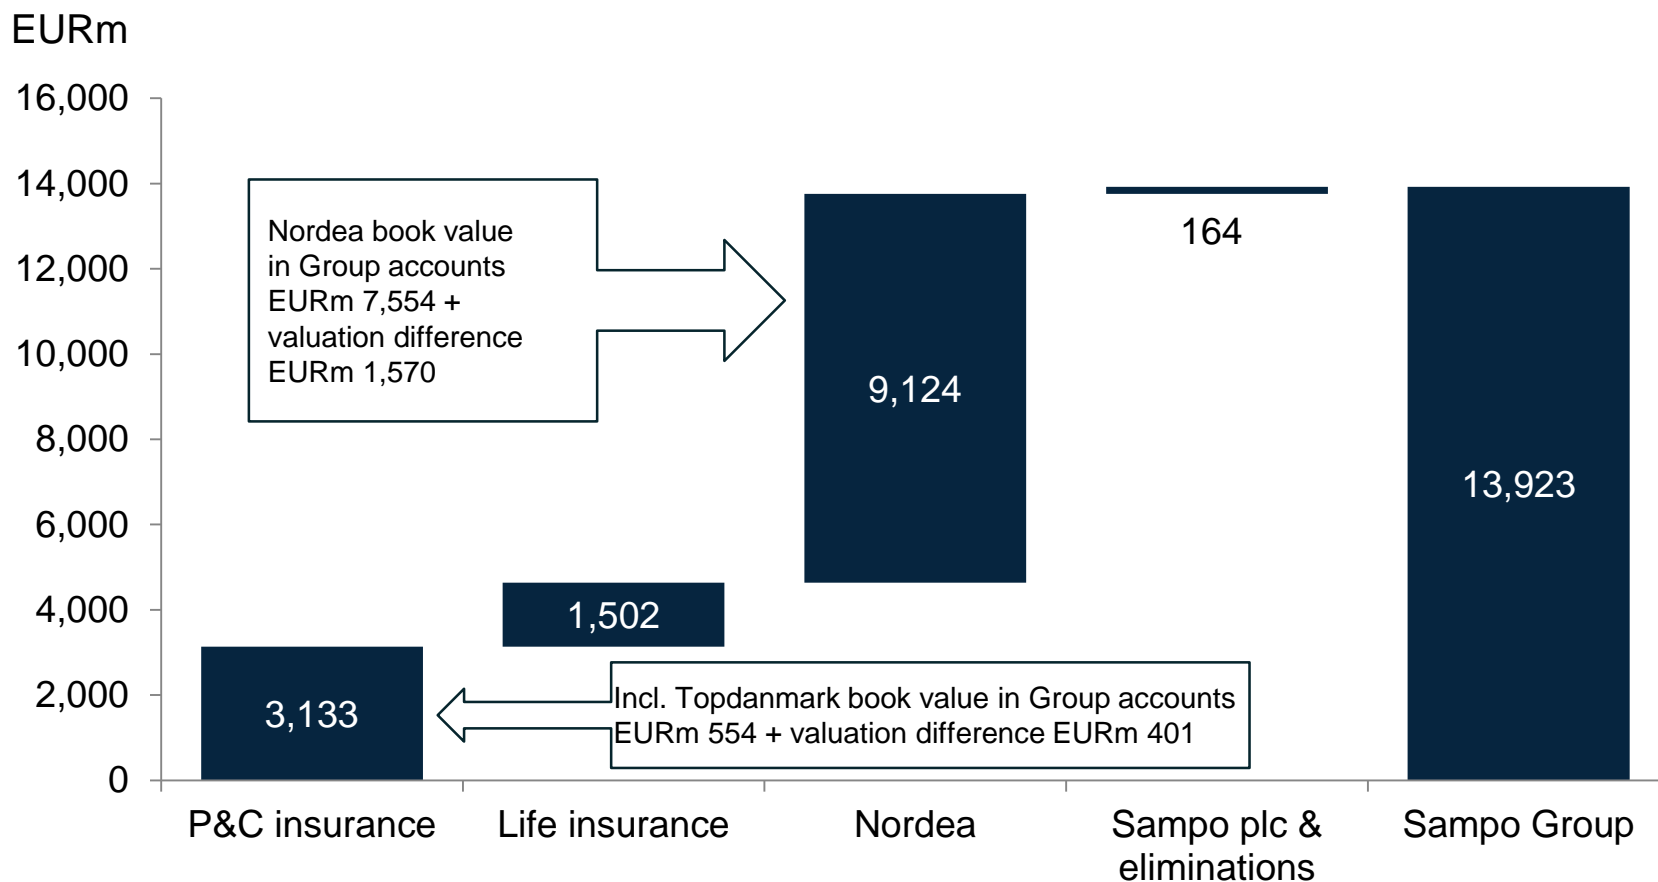 EURm
16,000
14,000
12,000
10,000
8,000
6,000
4,000
2,000
0
Nordea book value
in Group accounts
EURm 7,554 +
valuation difference
EURm 1,570
9,124
164
13,923
1,502
3,133
Incl. Topdanmark book value in Group accounts
EURm 554 + valuation difference EURm 401
P&C insurance
Life insurance
Nordea
Sampo plc &
eliminations
Sampo Group